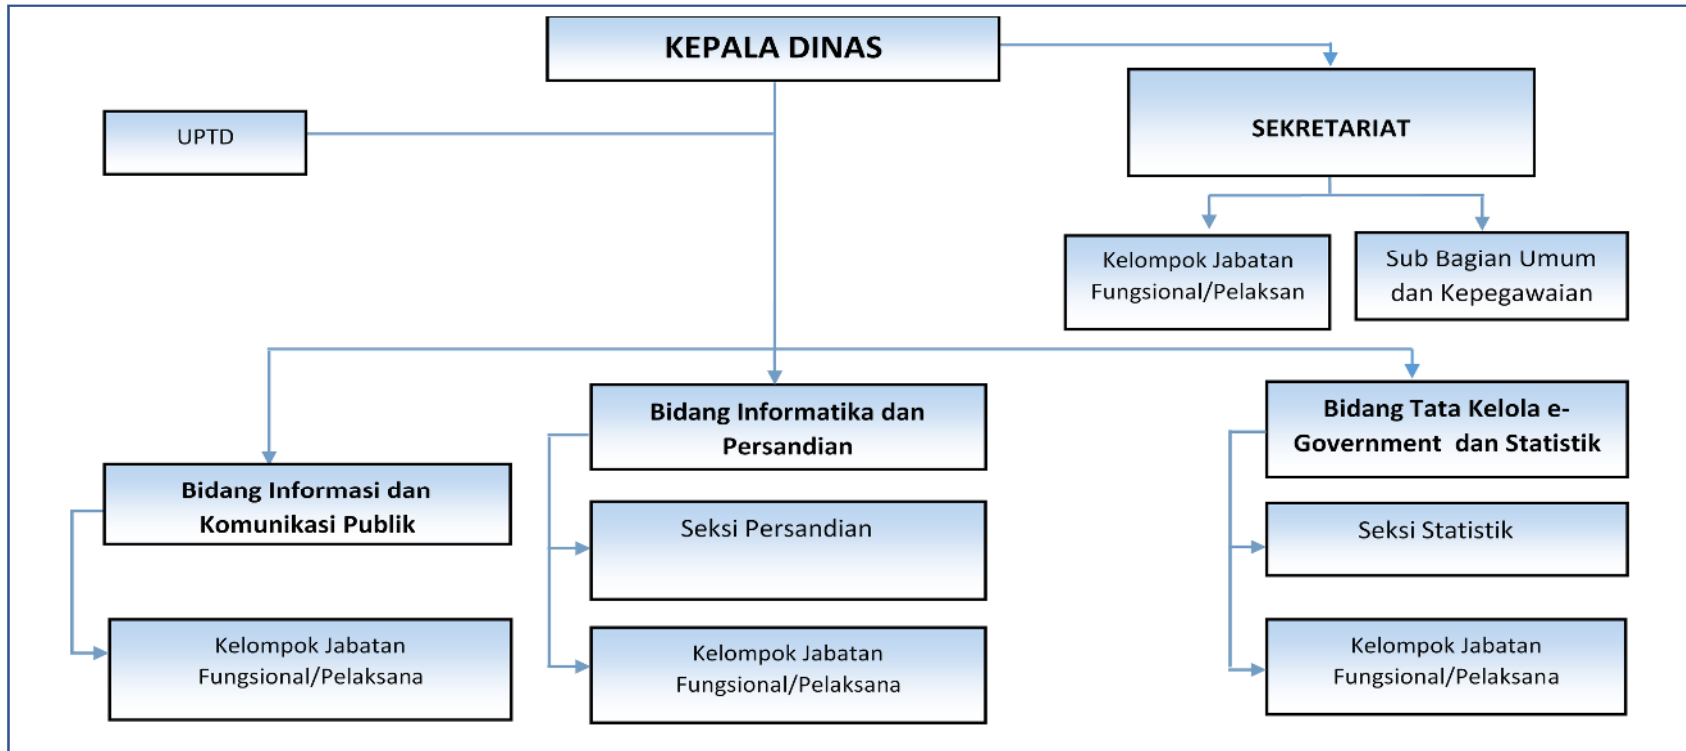 KEPALA DINAS
UPTD
SEKRETARIAT
Kelompok Jabatan
Fungsional/Pelaksan
Sub Bagian Umum
dan Kepegawaian
Bidang Informasi dan
Komunikasi Publik
Kelompok Jabatan
Fungsional/Pelaksana
Bidang Informatika dan
Persandian
Seksi Persandian
Kelompok Jabatan
Fungsional/Pelaksana
Bidang Tata Kelola e-
Government dan Statistik
Seksi Statistik
Kelompok Jabatan
Fungsional/Pelaksana